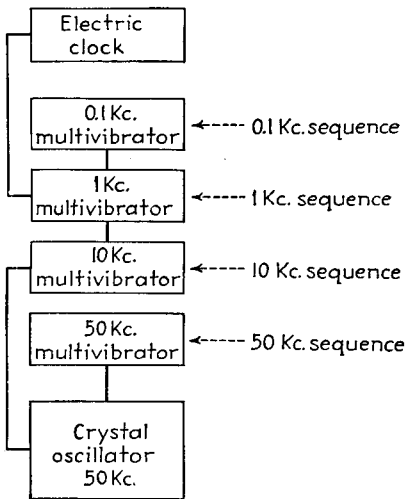 Electric
clock
0.1 Kc.
multivibrator
0.1 Kc. sequence
1 Kc.
multivibrator
1 Kc. sequence
10 Kc.
multivibrator
10 Kc. sequence
50 Kc.
multivibrator
50 Kc. sequence
Crystal
oscillator
50 Kc.